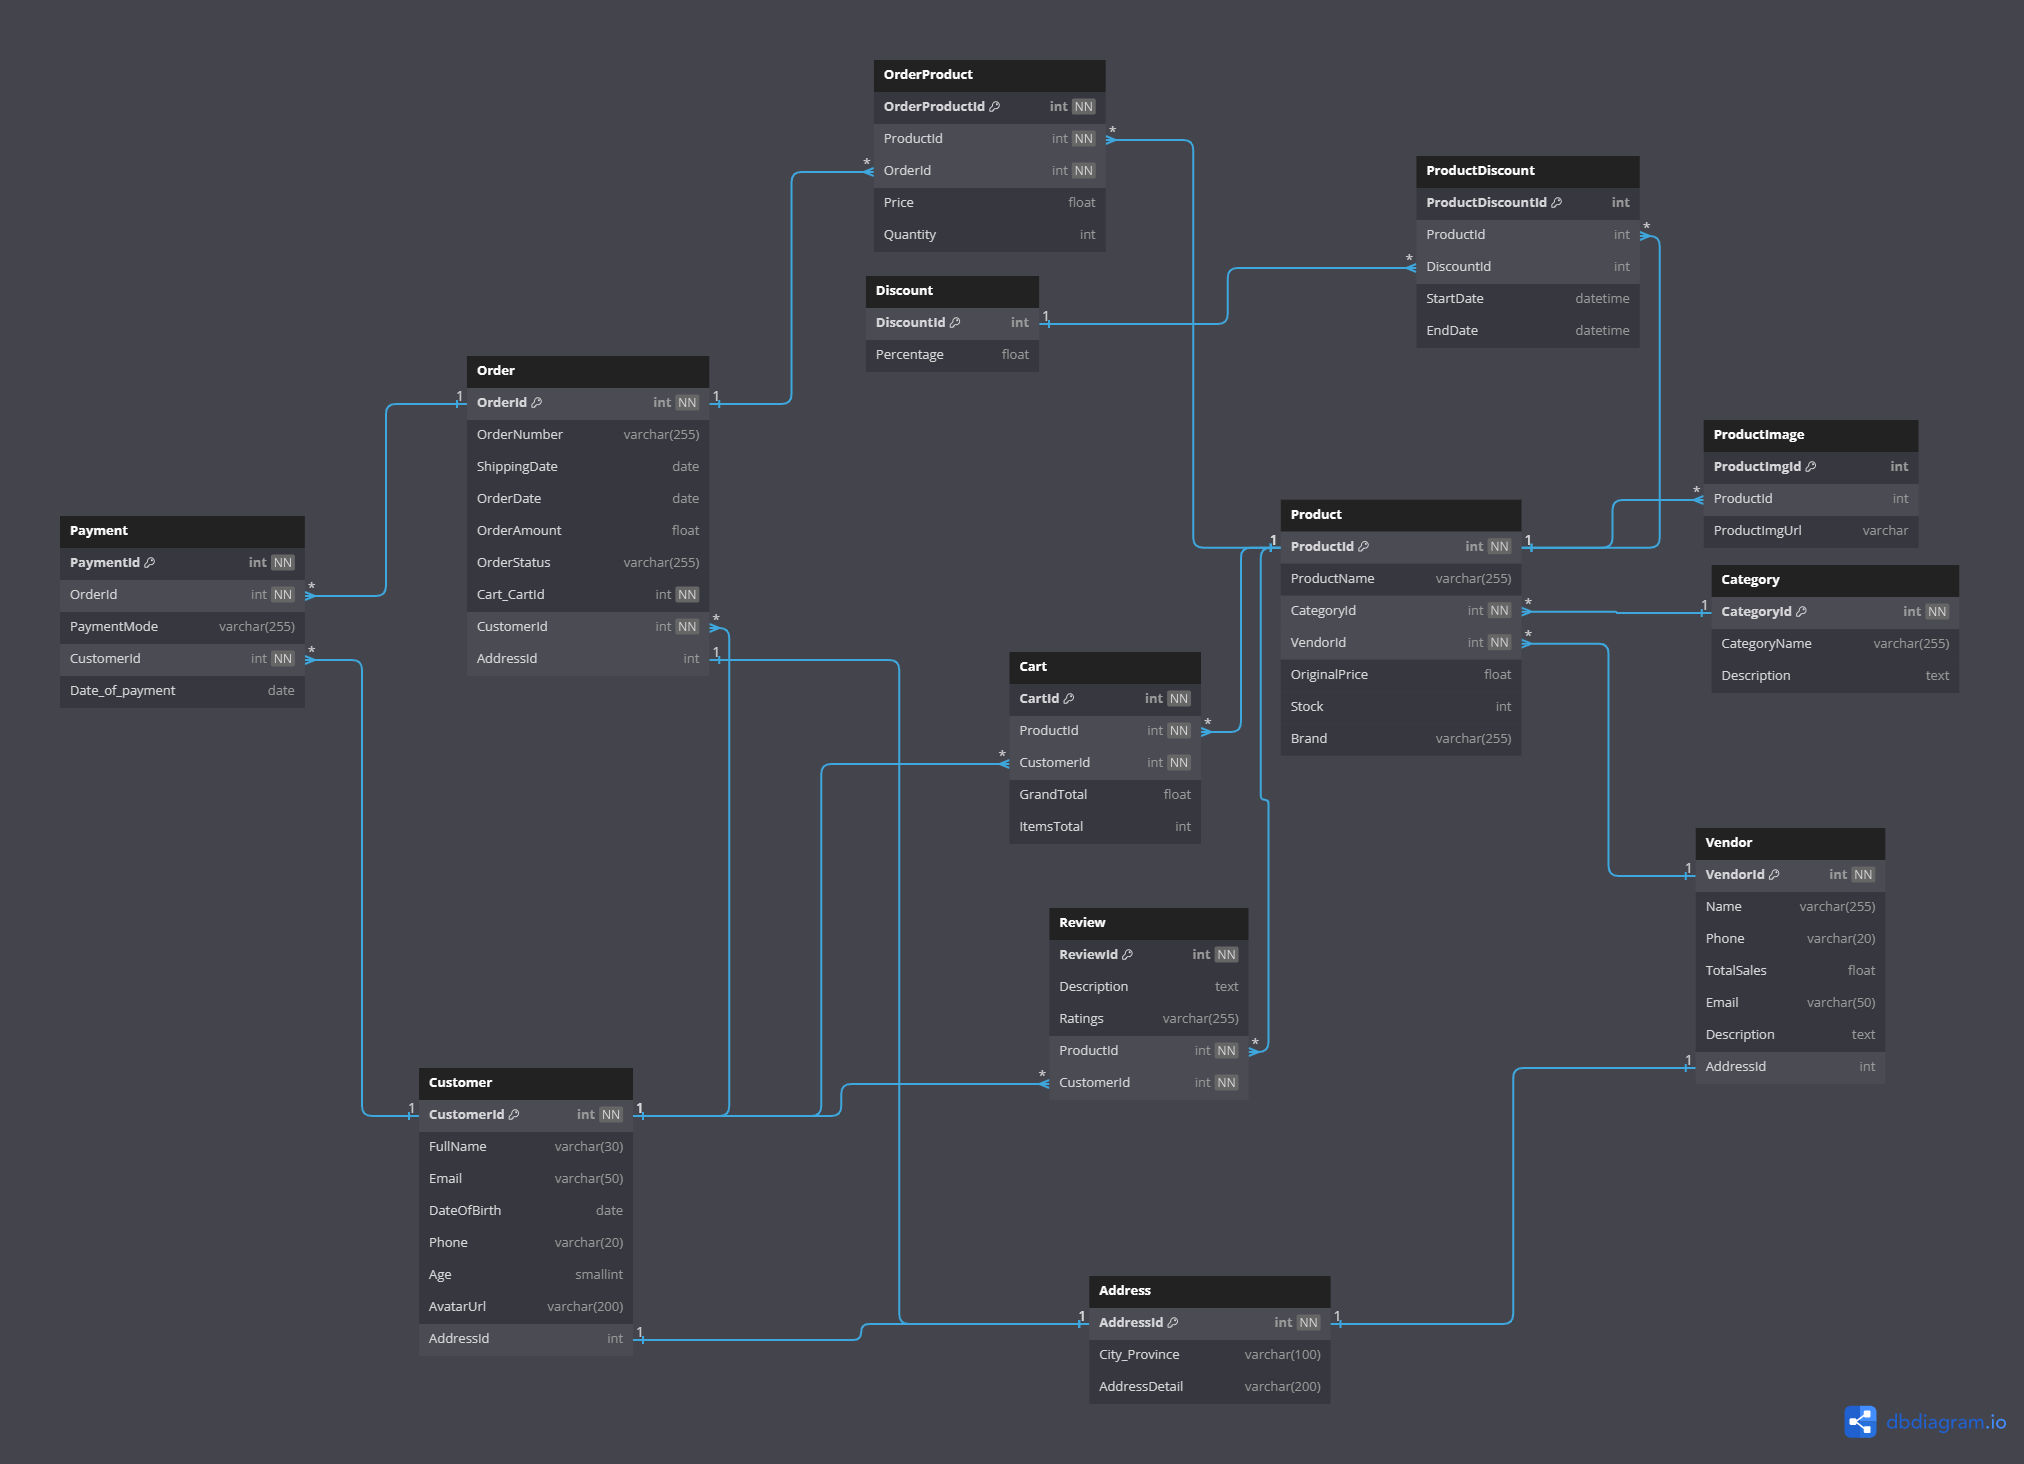 OrderProduct
OrderProductId int NN
ProductId int NN
OrderId int NN
Price float
Quantity int
Discount
DiscountId int
Percentage float
ProductDiscount
ProductDiscountId int
ProductId int
DiscountId int
StartDate datetime
EndDate datetime
Order
OrderId int NN
OrderNumber varchar(255)
ShippingDate date
OrderDate date
OrderAmount float
OrderStatus varchar(255)
Cart_CartId int NN
CustomerId int NN
AddressId int
Payment
PaymentId int NN
OrderId int NN
PaymentMode varchar(255)
CustomerId int NN
Date_of_payment date
Product
ProductId int NN
ProductName varchar(255)
CategoryId int NN
VendorId int NN
OriginalPrice float
Stock int
Brand varchar(255)
ProductImage
ProductImgId int
ProductId int
ProductImgUrl varchar
Category
CategoryId int NN
CategoryName varchar(255)
Description text
Cart
CartId int NN
ProductId int NN
CustomerId int NN
GrandTotal float
ItemsTotal int
Review
ReviewId int NN
Description text
Ratings varchar(255)
ProductId int NN
CustomerId int NN
Vendor
VendorId int NN
Name varchar(255)
Phone varchar(20)
TotalSales float
Email varchar(50)
Description text
AddressId int
Customer
CustomerId int NN
FullName varchar(30)
Email varchar(50)
DateOfBirth date
Phone varchar(20)
Age smallint
AvatarUrl varchar(200)
AddressId int
Address
AddressId int NN
City_Province varchar(100)
AddressDetail varchar(200)
dbdiagram.io